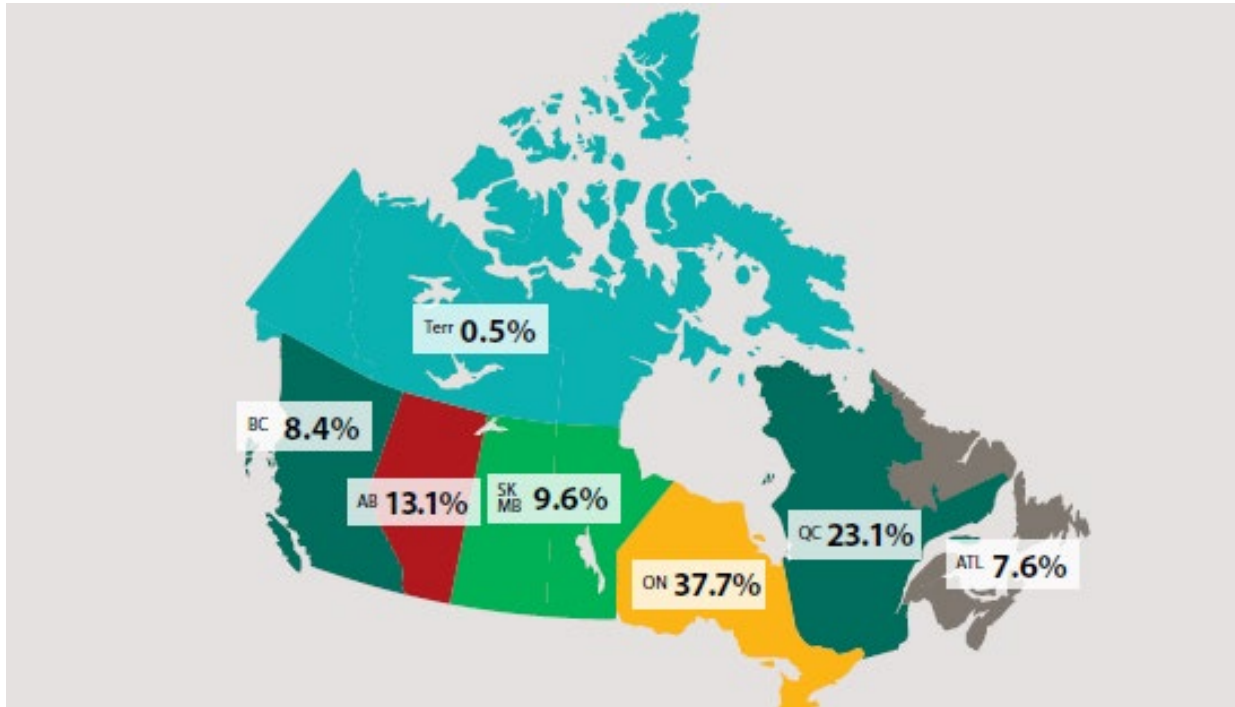 Terr 0.5%
BC 8.4%
AB 13.1%
SK
MB 9.6%
ON 37.7%
QC 23.1%
ATL 7.6%